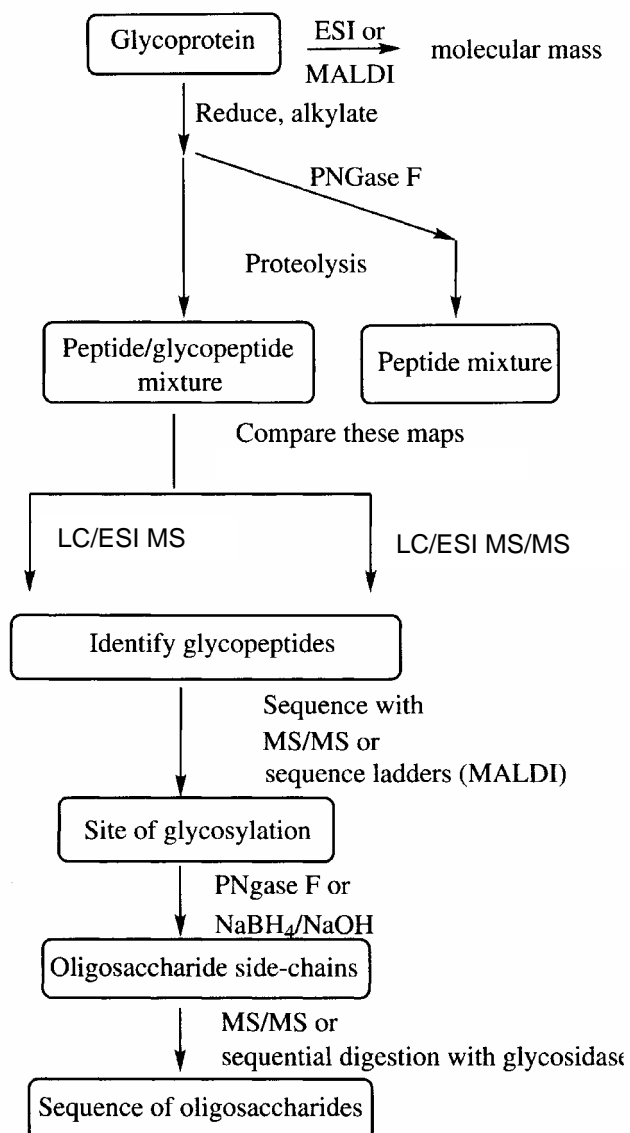 Glycoprotein
ESI or
MALDI
molecular mass
Reduce, alkylate
PNGase F
Proteolysis
Peptide/glycopeptide
mixture
Peptide mixture
Compare these maps
LC/ESI MS
LC/ESI MS/MS
Identify glycopeptides
Sequence with
MS/MS or
sequence ladders (MALDI)
Site of glycosylation
PNgase F or
NaBH4/NaOH
Oligosaccharide side-chains
MS/MS or
sequential digestion with glycosidase
Sequence of oligosaccharides